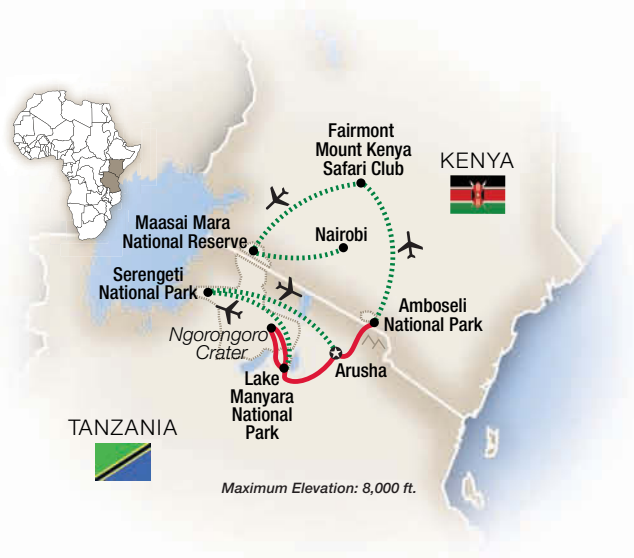 Fairmont
Mount Kenya
Safari Club
KENYA
Maasai Mara
National Reserve
Nairobi
Serengeti
National Park
Amboseli
National Park
Ngorongoro
Crater
Arusha
Lake
Manyara
National
Park
TANZANIA
Maximum Elevation: 8,000 ft.